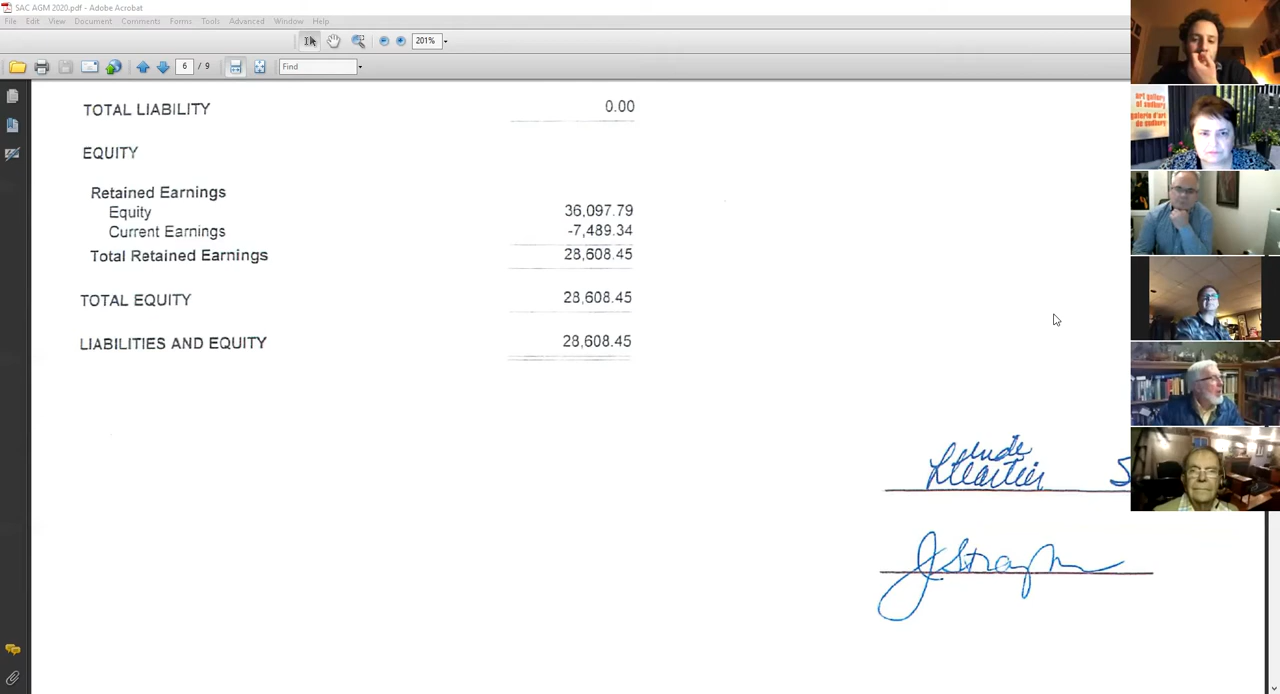 SAC AGM 2020.pdf - Adobe Acrobat
File Edit View Document Comments Forms Tools Advanced Window Help
201%
6 / 9 Find
TOTAL LIABILITY 0.00
EQUITY
Retained Earnings
Equity 36,097.79
Current Earnings -7,489.34
Total Retained Earnings 28,608.45
TOTAL EQUITY 28,608.45
LIABILITIES AND EQUITY 28,608.45
art gallery
of sudbury
galerie d'art
de sudbury